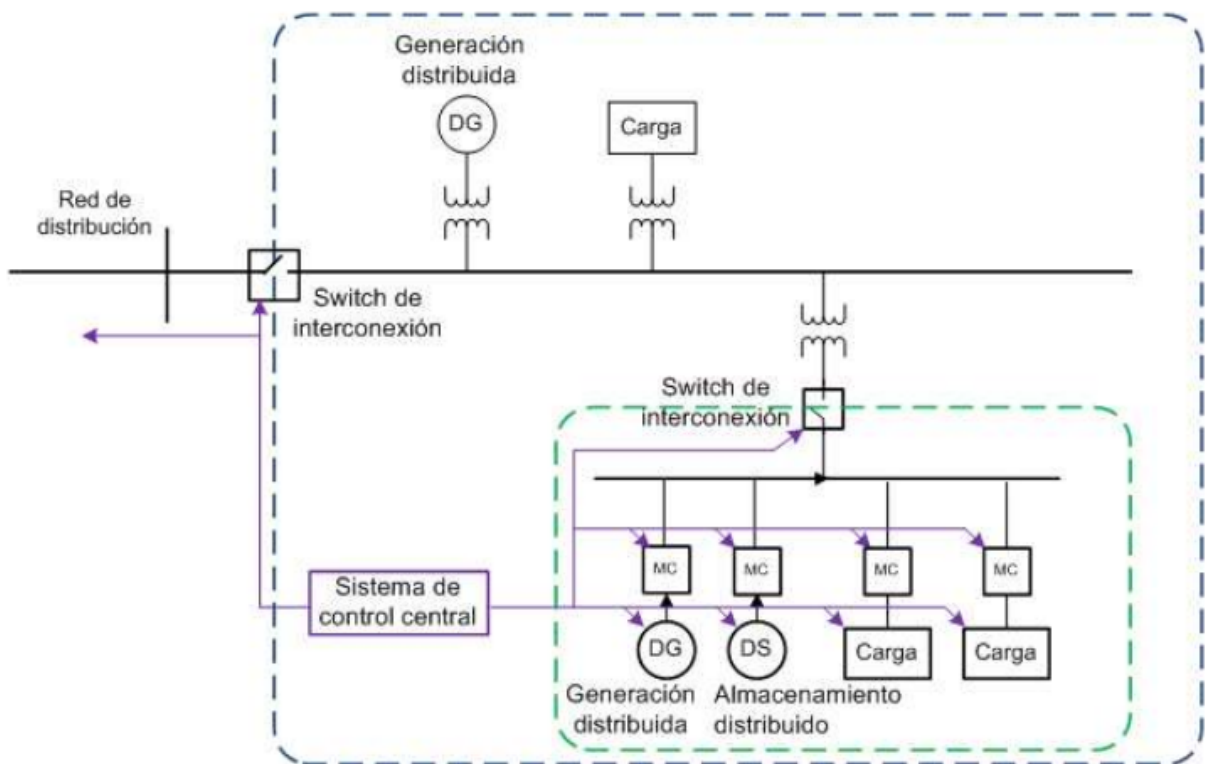 Generación
distribuida
DG
Carga
Red de
distribución
Switch de
interconexión
Switch de
interconexión
MC
MC
MC
MC
Sistema de
control central
DG
DS
Carga
Carga
Generación
distribuida
Almacenamiento
distribuido